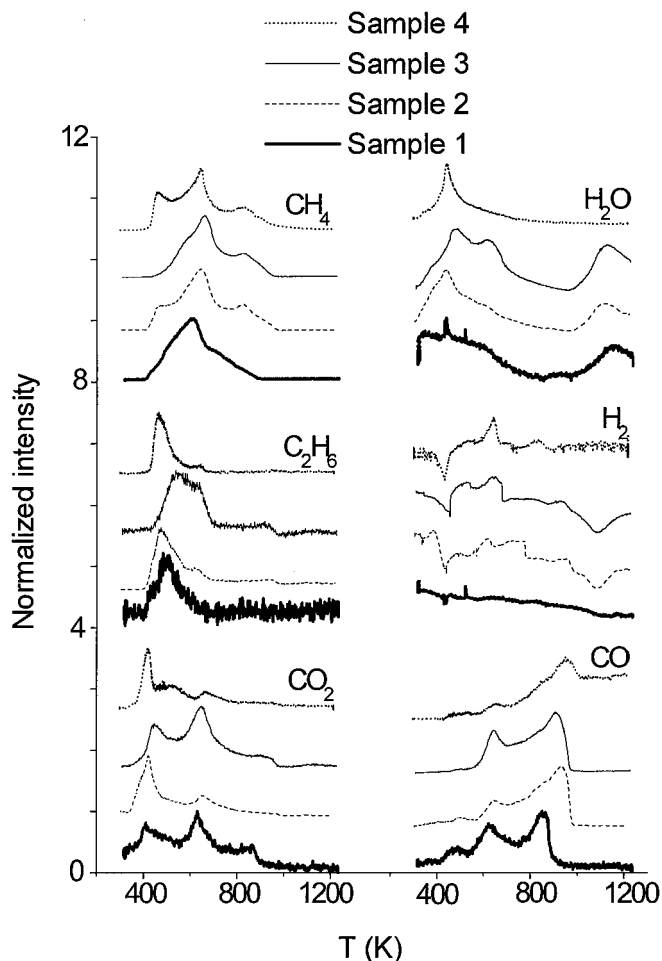 Sample 4
Sample 3
Sample 2
Sample 1
12
8
4
0
Normalized intensity
CH₄
H₂O
C₂H₆
H₂
CO₂
CO
400 800 1200 400 800 1200
T (K)